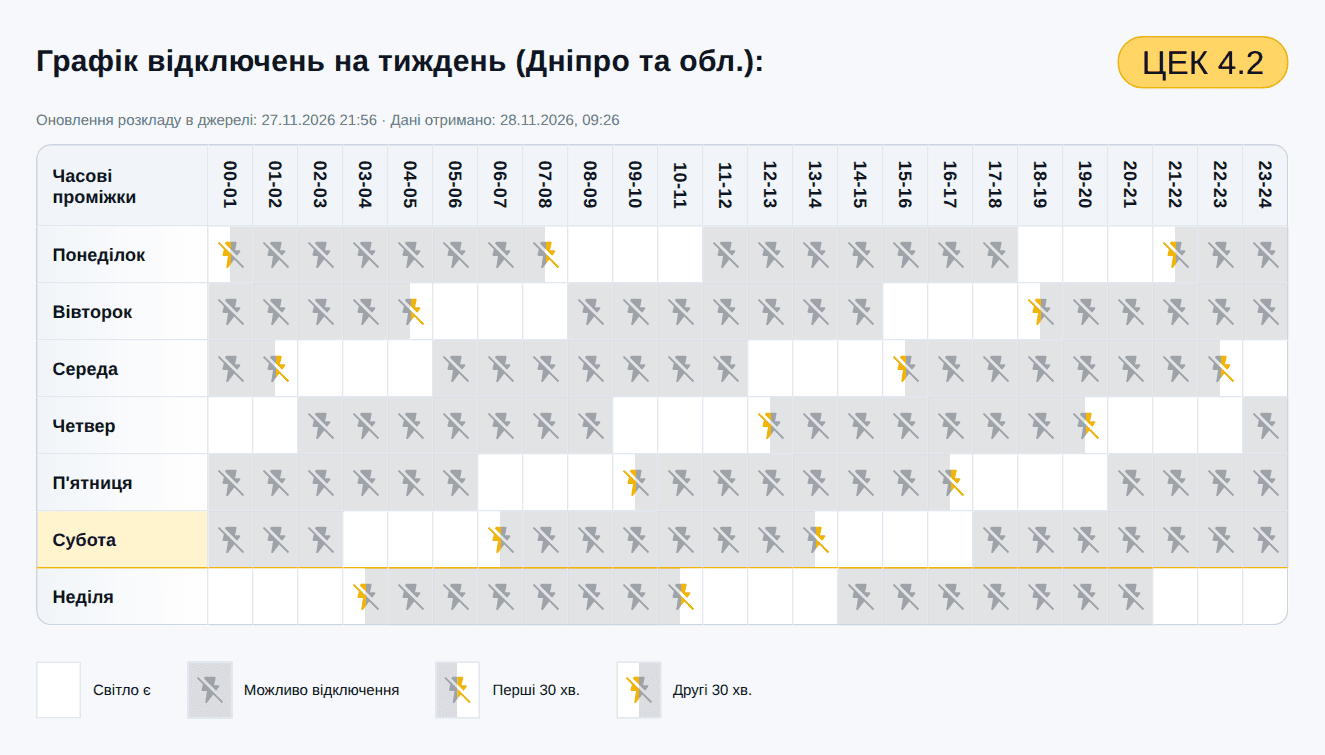 Графік відключень на тиждень (Дніпро та обл.):
ЦЕК 4.2
Оновлення розкладу в джерелі: 27.11.2026 21:56 · Дані отримано: 28.11.2026, 09:26
Часові
проміжки
00-01 01-02 02-03 03-04 04-05 05-06 06-07 07-08 08-09 09-10 10-11 11-12 12-13 13-14 14-15 15-16 16-17 17-18 18-19 19-20 20-21 21-22 22-23 23-24
Понеділок
Вівторок
Середа
Четвер
П'ятниця
Субота
Неділя
Світло є
Можливо відключення
Перші 30 хв.
Другі 30 хв.